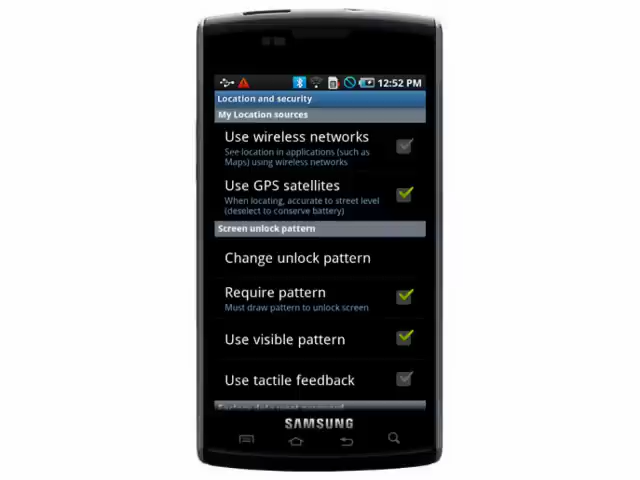 12:52 PM
Location and security
My Location sources
Use wireless networks
See location in applications (such as
Maps) using wireless networks
Use GPS satellites
When locating, accurate to street level
(deselect to conserve battery)
Screen unlock pattern
Change unlock pattern
Require pattern
Must draw pattern to unlock screen
Use visible pattern
Use tactile feedback
SAMSUNG